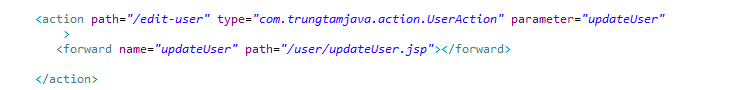 <action path="/edit-user" type="com.trungtamjava.action.UserAction" parameter="updateUser"
>
<forward name="updateUser" path="/user/updateUser.jsp"></forward>
</action>